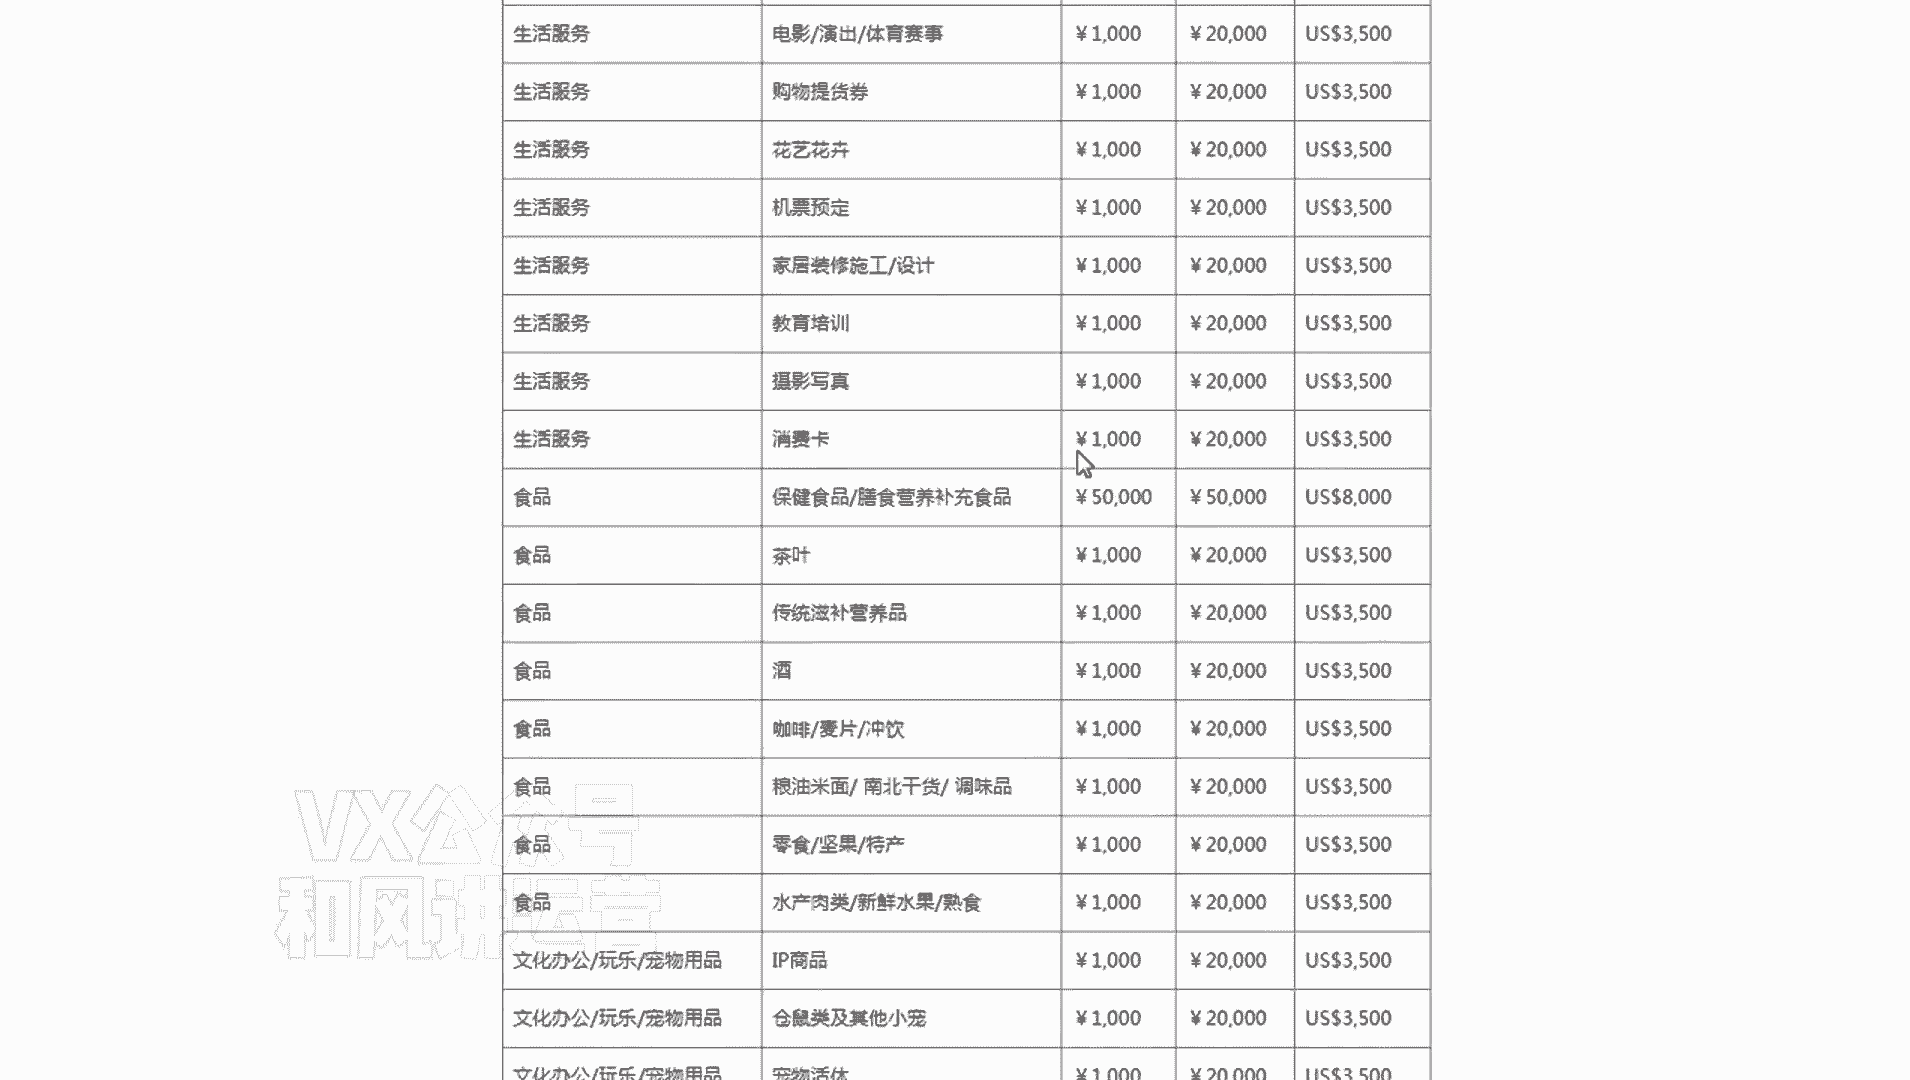 生活服务 电影/演出/体育赛事 ¥1,000 ¥20,000 US$3,500
生活服务 购物提货券 ¥1,000 ¥20,000 US$3,500
生活服务 花艺花卉 ¥1,000 ¥20,000 US$3,500
生活服务 机票预定 ¥1,000 ¥20,000 US$3,500
生活服务 家居装修施工/设计 ¥1,000 ¥20,000 US$3,500
生活服务 教育培训 ¥1,000 ¥20,000 US$3,500
生活服务 摄影写真 ¥1,000 ¥20,000 US$3,500
生活服务 消费卡 ¥1,000 ¥20,000 US$3,500
食品 保健食品/膳食营养补充食品 ¥50,000 ¥50,000 US$8,000
食品 茶叶 ¥1,000 ¥20,000 US$3,500
食品 传统滋补营养品 ¥1,000 ¥20,000 US$3,500
食品 酒 ¥1,000 ¥20,000 US$3,500
食品 咖啡/麦片/冲饮 ¥1,000 ¥20,000 US$3,500
食品 粮油米面/ 南北干货/ 调味品 ¥1,000 ¥20,000 US$3,500
食品 零食/坚果/特产 ¥1,000 ¥20,000 US$3,500
食品 水产肉类/新鲜水果/熟食 ¥1,000 ¥20,000 US$3,500
文化办公/玩乐/宠物用品 IP商品 ¥1,000 ¥20,000 US$3,500
文化办公/玩乐/宠物用品 仓鼠类及其他小宠 ¥1,000 ¥20,000 US$3,500
文化办公/玩乐/宠物用品 宠物活体 ¥1,000 ¥20,000 US$3,500
VX公众号
和风讲运营